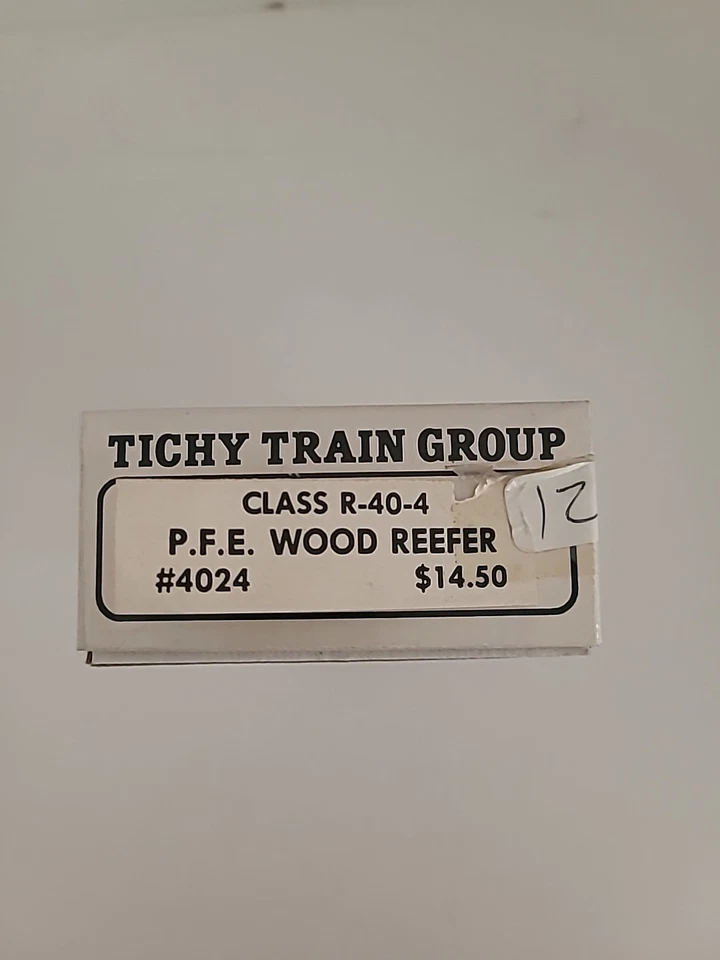 TICHY TRAIN GROUP
CLASS R-40-4
P.F.E. WOOD REEFER
#4024 $14.50
12